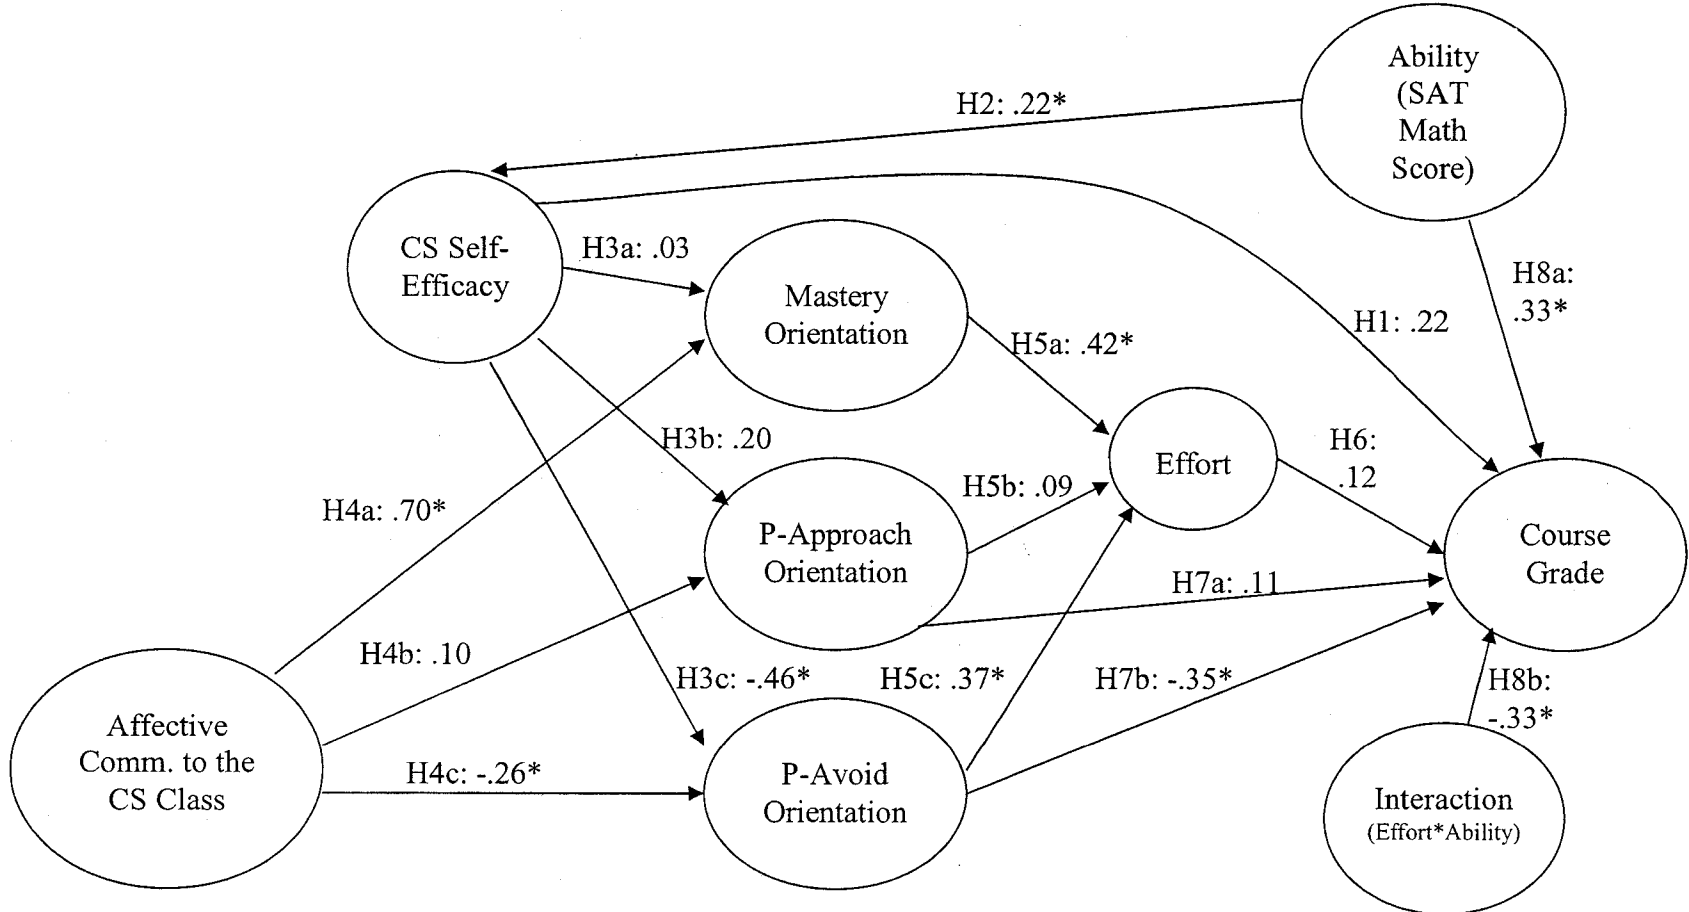 Ability
(SAT
Math
Score)
H2: .22*
CS Self-
Efficacy
H3a: .03
Mastery
Orientation
H8a:
.33*
H1: .22
H5a: .42*
H3b: .20
H6:
.12
Effort
H4a: .70*
H5b: .09
P-Approach
Orientation
Course
Grade
H7a: .11
H4b: .10
H3c: -.46*
H5c: .37*
H7b: -.35*
H8b:
-.33*
Affective
Comm. to the
CS Class
H4c: -.26*
P-Avoid
Orientation
Interaction
(Effort*Ability)